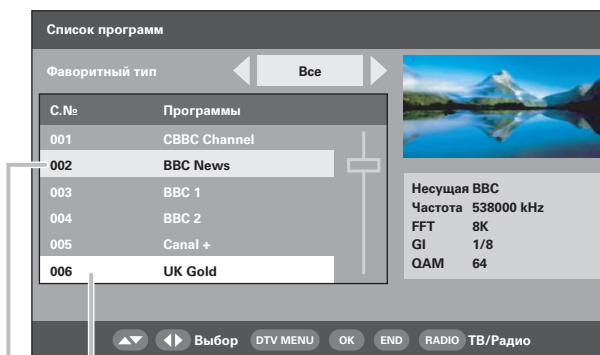 Список программ
Фаворитный тип Все
C.№ Программы
001 CBBC Channel
002 BBC News
003 BBC 1
004 BBC 2
005 Canal +
006 UK Gold
Несущая BBC
Частота 538000 kHz
FFT 8K
GI 1/8
QAM 64
Выбор DTV MENU OK END RADIO ТВ/Радио